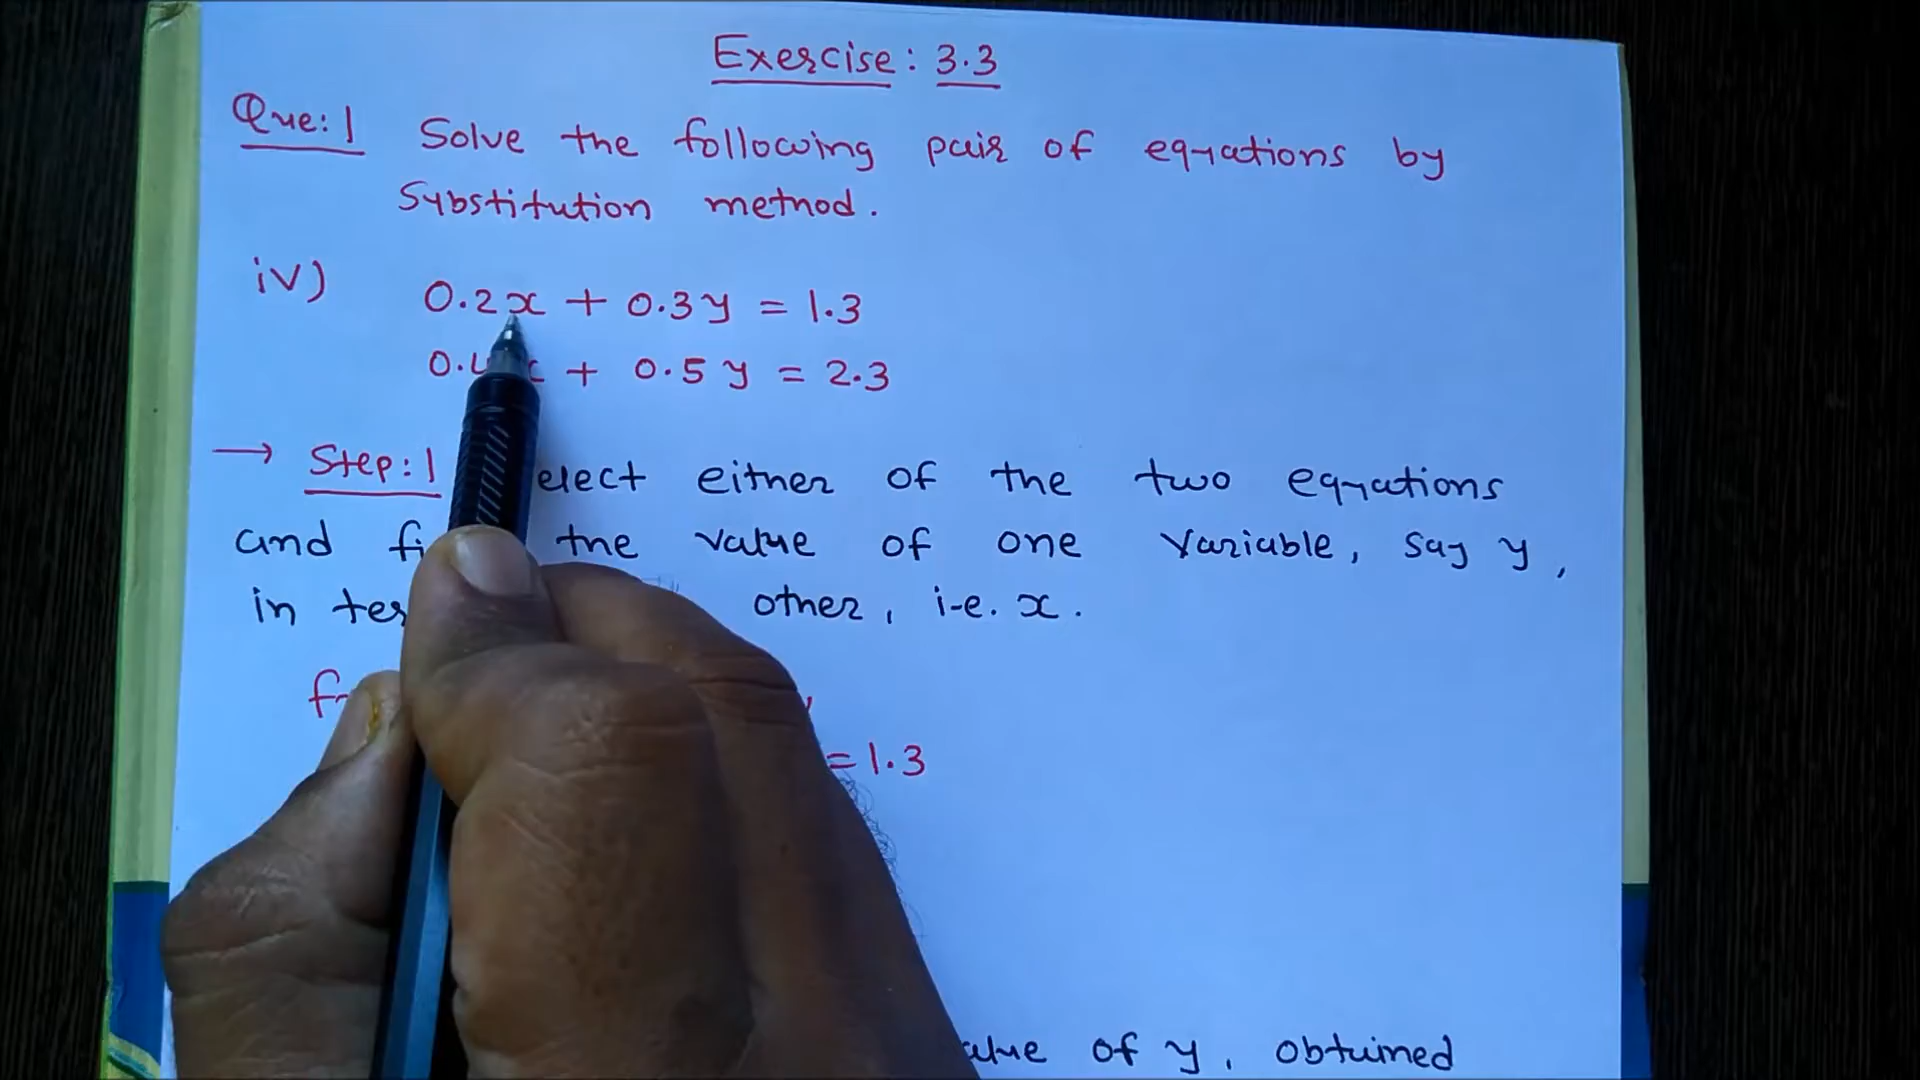 Exercise: 3.3
Que: 1 Solve the following pair of equations by
Substitution method.
iv) 0.2x + 0.3y = 1.3
+ 0.5y = 2.3
→ Step: 1 elect either of the two equations
and the value of one variable, say y,
in other, i.e. x.
= 1.3
of y, obtained